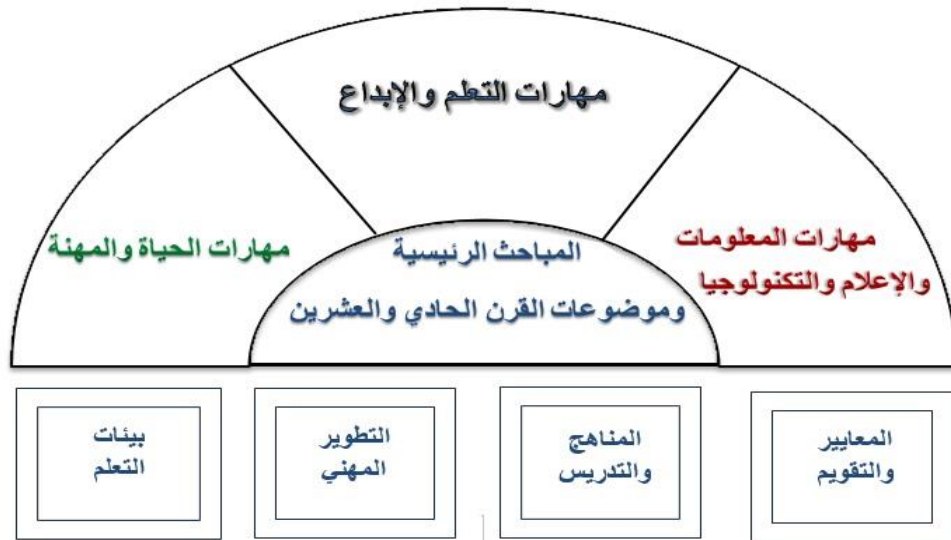 مهارات التعلم والإبداع
مهارات المعلومات
والإعلام والتكنولوجيا
المباحث الرئيسية
وموضوعات القرن الحادي والعشرين
مهارات الحياة والمهنة
المعايير
والتقويم
المناهج
والتدريس
التطوير
المهني
بيئات
التعلم